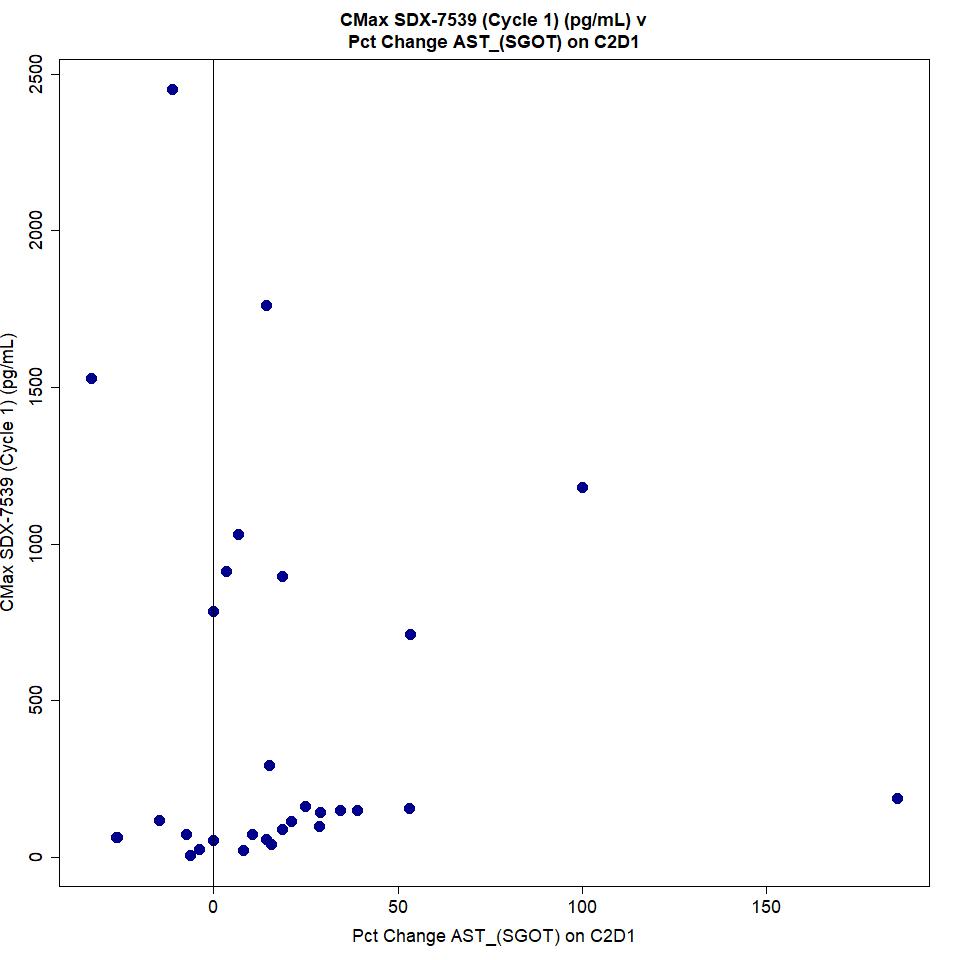 CMax SDX-7539 (Cycle 1) (pg/mL) v
Pct Change AST_(SGOT) on C2D1
2500
2000
1500
1000
500
0
CMax SDX-7539 (Cycle 1) (pg/mL)
0 50 100 150
Pct Change AST_(SGOT) on C2D1